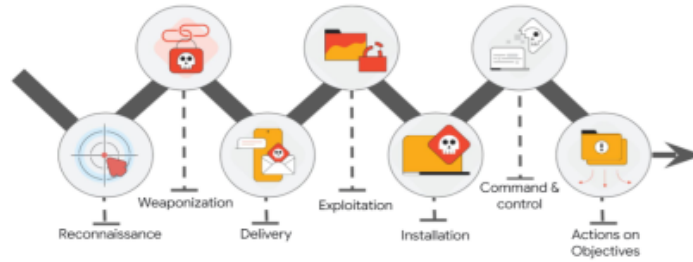 Reconnaissance
Weaponization
Delivery
Exploitation
Installation
Command &
control
Actions on
Objectives